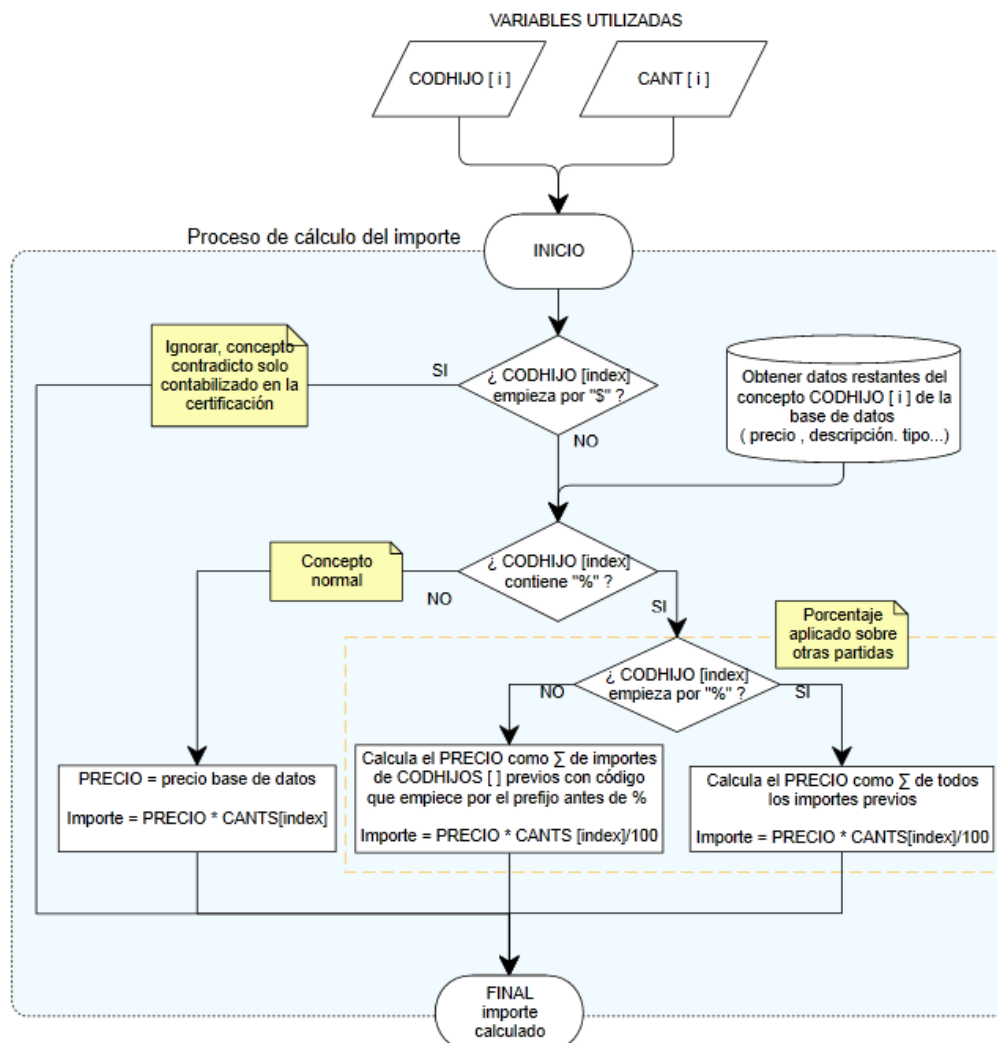 VARIABLES UTILIZADAS
CODHIJO [ i ]
CANT [ i ]
Proceso de cálculo del importe
INICIO
Ignorar, concepto
contradicto solo
contabilizado en la
certificación
SI
¿ CODHIJO [index]
empieza por "$" ?
NO
Obtener datos restantes del
concepto CODHIJO [ i ] de la
base de datos
( precio , descripción. tipo...)
Concepto
normal
NO
¿ CODHIJO [index]
contiene "%" ?
SI
Porcentaje
aplicado sobre
otras partidas
NO
¿ CODHIJO [index]
empieza por "%" ?
SI
PRECIO = precio base de datos
Importe = PRECIO * CANTS[index]
Calcula el PRECIO como ∑ de importes
de CODHIJOS [ ] previos con código
que empiece por el prefijo antes de %
Importe = PRECIO * CANTS [index]/100
Calcula el PRECIO como ∑ de todos
los importes previos
Importe = PRECIO * CANTS[index]/100
FINAL
importe
calculado